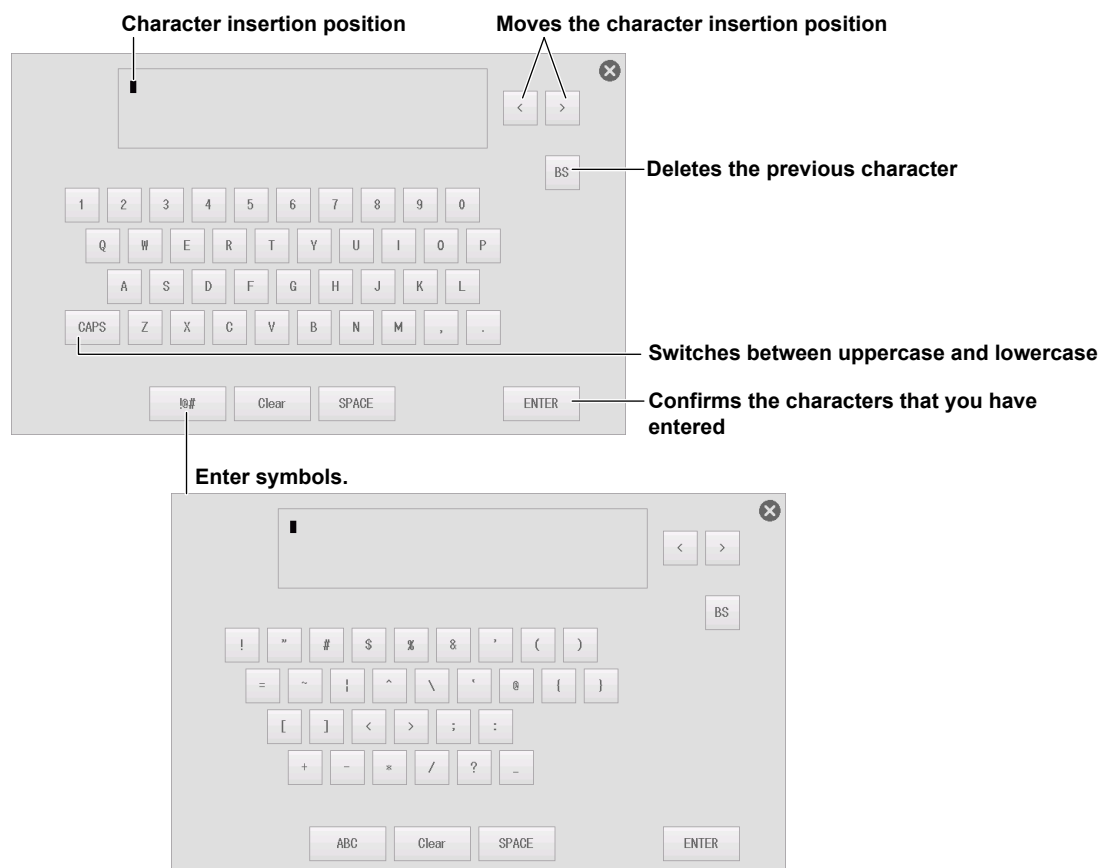 Character insertion position
Moves the character insertion position
< >
BS
Deletes the previous character
1 2 3 4 5 6 7 8 9 0
Q W E R T Y U I O P
A S D F G H J K L
CAPS Z X C V B N M , .
Switches between uppercase and lowercase
!@# Clear SPACE ENTER
Confirms the characters that you have
entered
Enter symbols.
< >
BS
! " # $ % & ' ( )
= ~ ¦ ^ \ ` @ { }
[ ] < > ; :
+ - * / ? _
ABC Clear SPACE ENTER